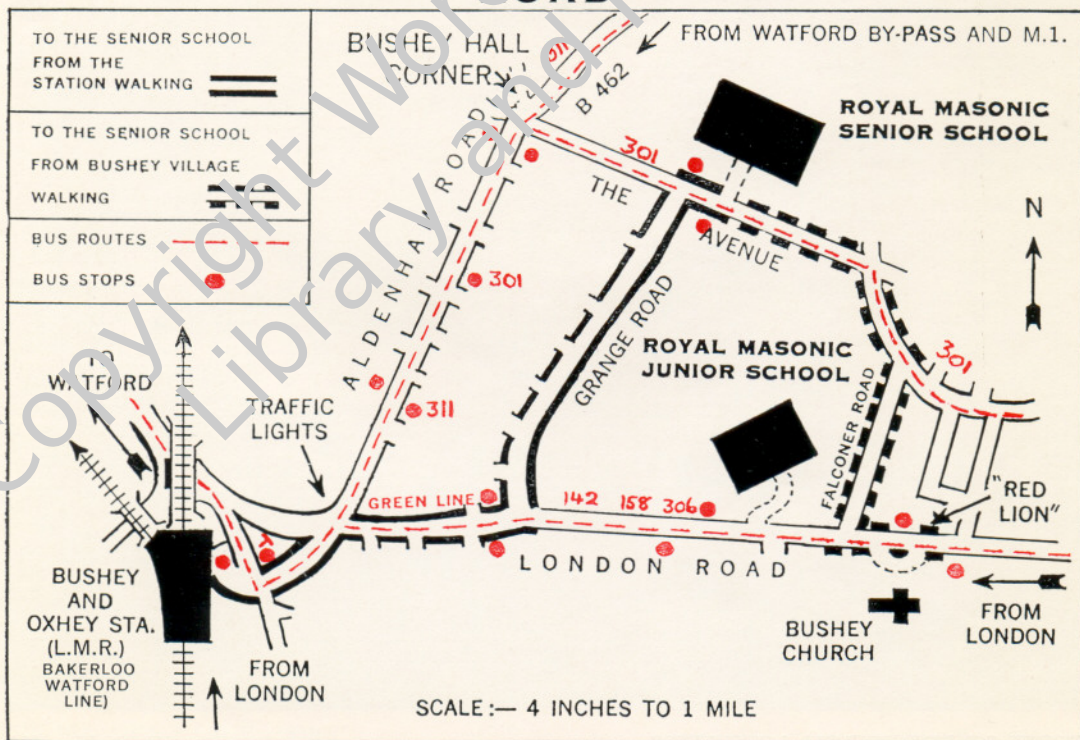 TO THE SENIOR SCHOOL
FROM THE
STATION WALKING
TO THE SENIOR SCHOOL
FROM BUSHEY VILLAGE
WALKING
BUS ROUTES
BUS STOPS
BUSHEY HALL
CORNER
311
B 462
FROM WATFORD BY-PASS AND M.1.
ROYAL MASONIC
SENIOR SCHOOL
301
THE
AVENUE
N
ALDENHAM ROAD
301
GRANGE ROAD
ROYAL MASONIC
JUNIOR SCHOOL
301
FALCONER ROAD
TO
WATFORD
TRAFFIC
LIGHTS
311
GREEN LINE
142 158 306
"RED
LION"
LONDON ROAD
BUSHEY
AND
OXHEY STA.
(L.M.R.)
BAKERLOO
WATFORD
LINE)
FROM
LONDON
BUSHEY
CHURCH
FROM
LONDON
SCALE:— 4 INCHES TO 1 MILE
Copyright
Library and